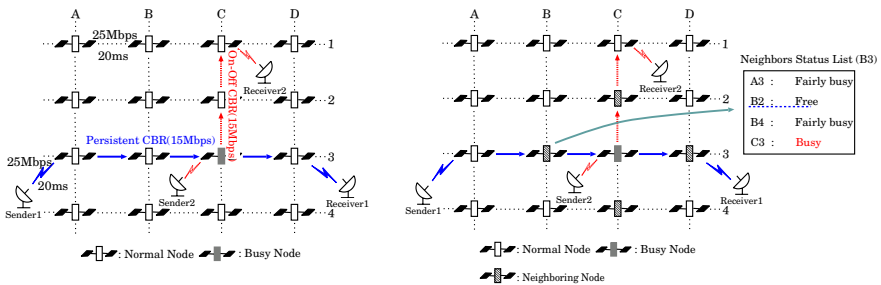 A B C D
25Mbps
20ms
1
Receiver2
On-Off CBR(15Mbps)
2
Persistent CBR(15Mbps)
25Mbps
20ms
3
Sender1
Sender2
Receiver1
4
: Normal Node : Busy Node
A B C D
1
Receiver2
2
3
Sender1
Sender2
Receiver1
4
: Normal Node : Busy Node
: Neighboring Node
Neighbors Status List (B3)
A3 : Fairly busy
B2 : Free
B4 : Fairly busy
C3 : Busy